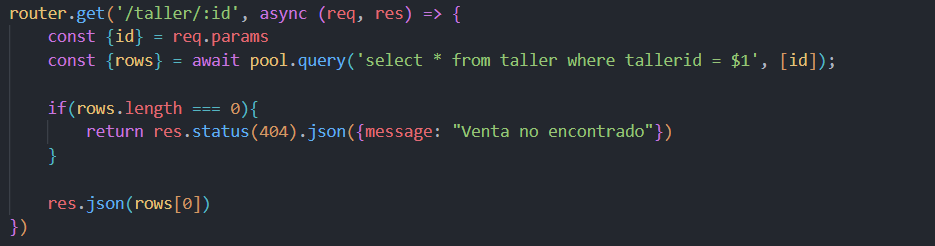 router.get('/taller/:id', async (req, res) => {
    const {id} = req.params
    const {rows} = await pool.query('select * from taller where tallerid = $1', [id]);
    if(rows.length === 0){
        return res.status(404).json({message: "Venta no encontrado"})
    }
    res.json(rows[0])
})